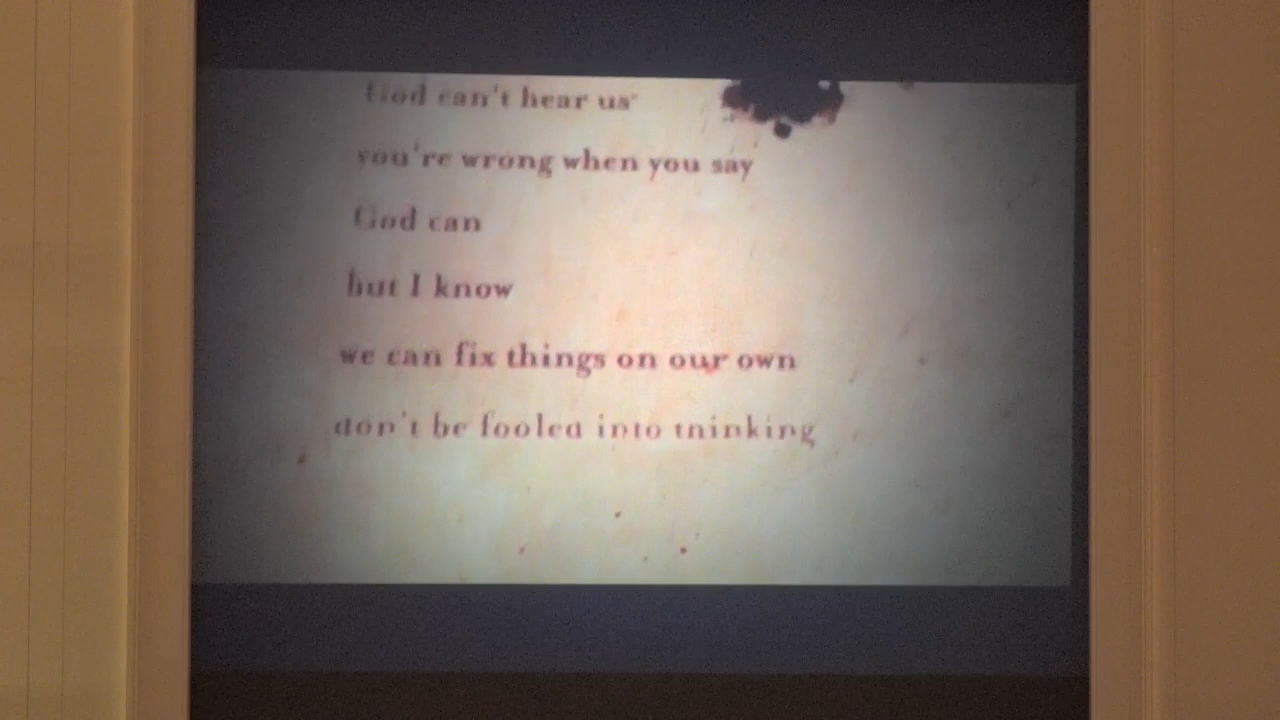 God can't hear us
you're wrong when you say
God can
but I know
we can fix things on our own
don't be fooled into thinking